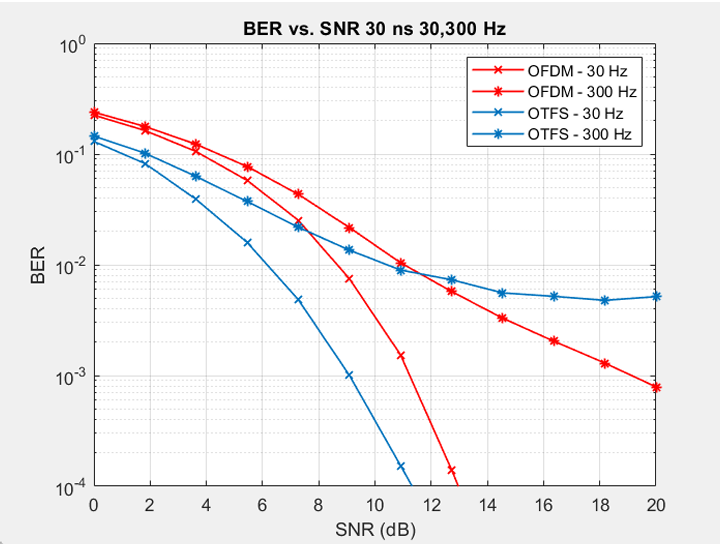 BER vs. SNR 30 ns 30,300 Hz
10^0
10^-1
10^-2
10^-3
10^-4
BER
OFDM - 30 Hz
OFDM - 300 Hz
OTFS - 30 Hz
OTFS - 300 Hz
0 2 4 6 8 10 12 14 16 18 20
SNR (dB)